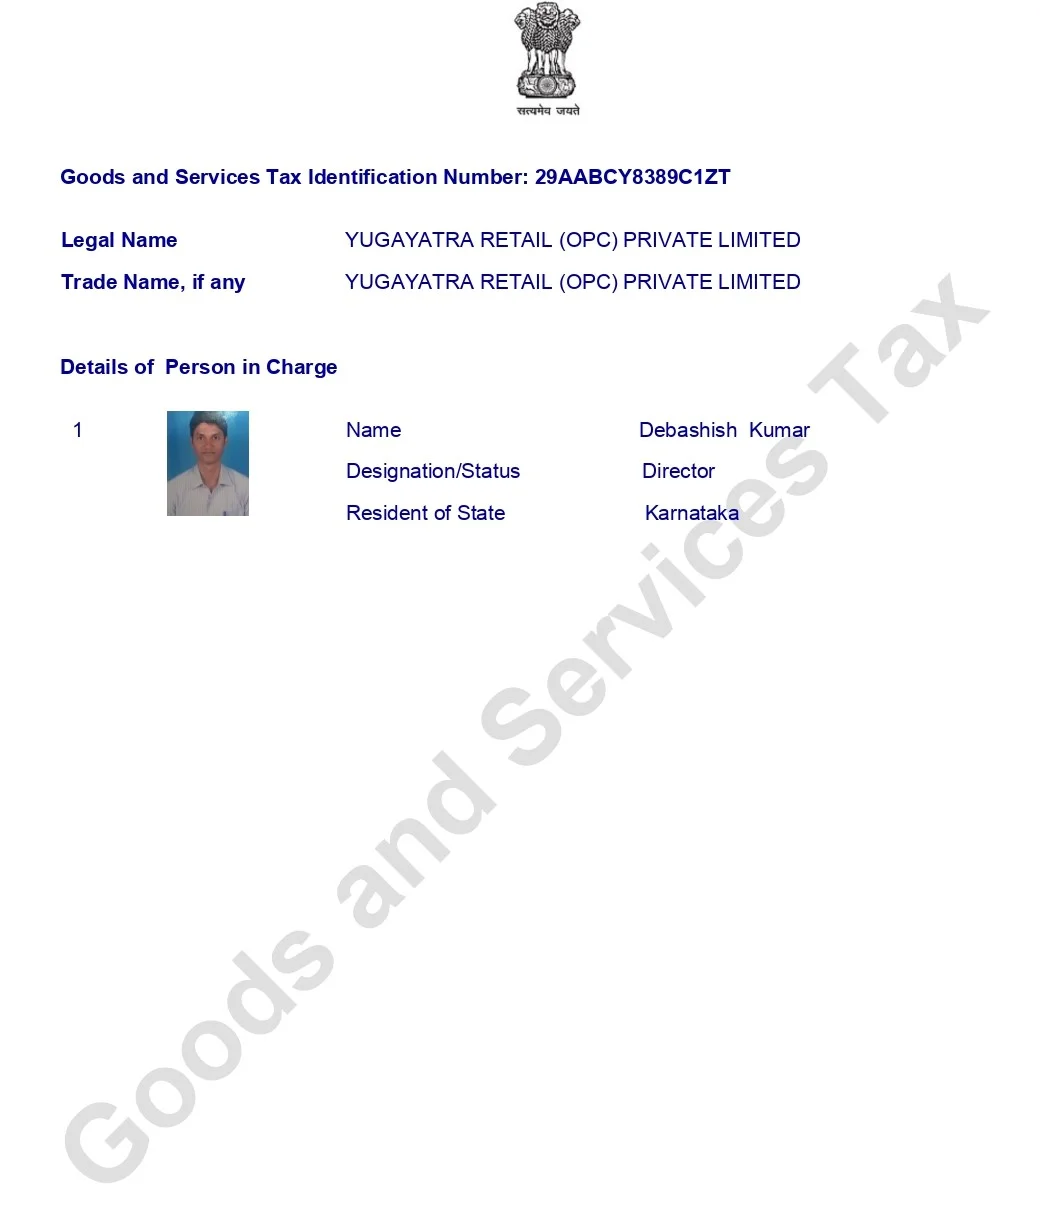 सत्यमेव जयते
Goods and Services Tax Identification Number: 29AABCY8389C1ZT
Legal Name YUGAYATRA RETAIL (OPC) PRIVATE LIMITED
Trade Name, if any YUGAYATRA RETAIL (OPC) PRIVATE LIMITED
Details of Person in Charge
1 Name Debashish Kumar
Designation/Status Director
Resident of State Karnataka
Goods and Services Tax